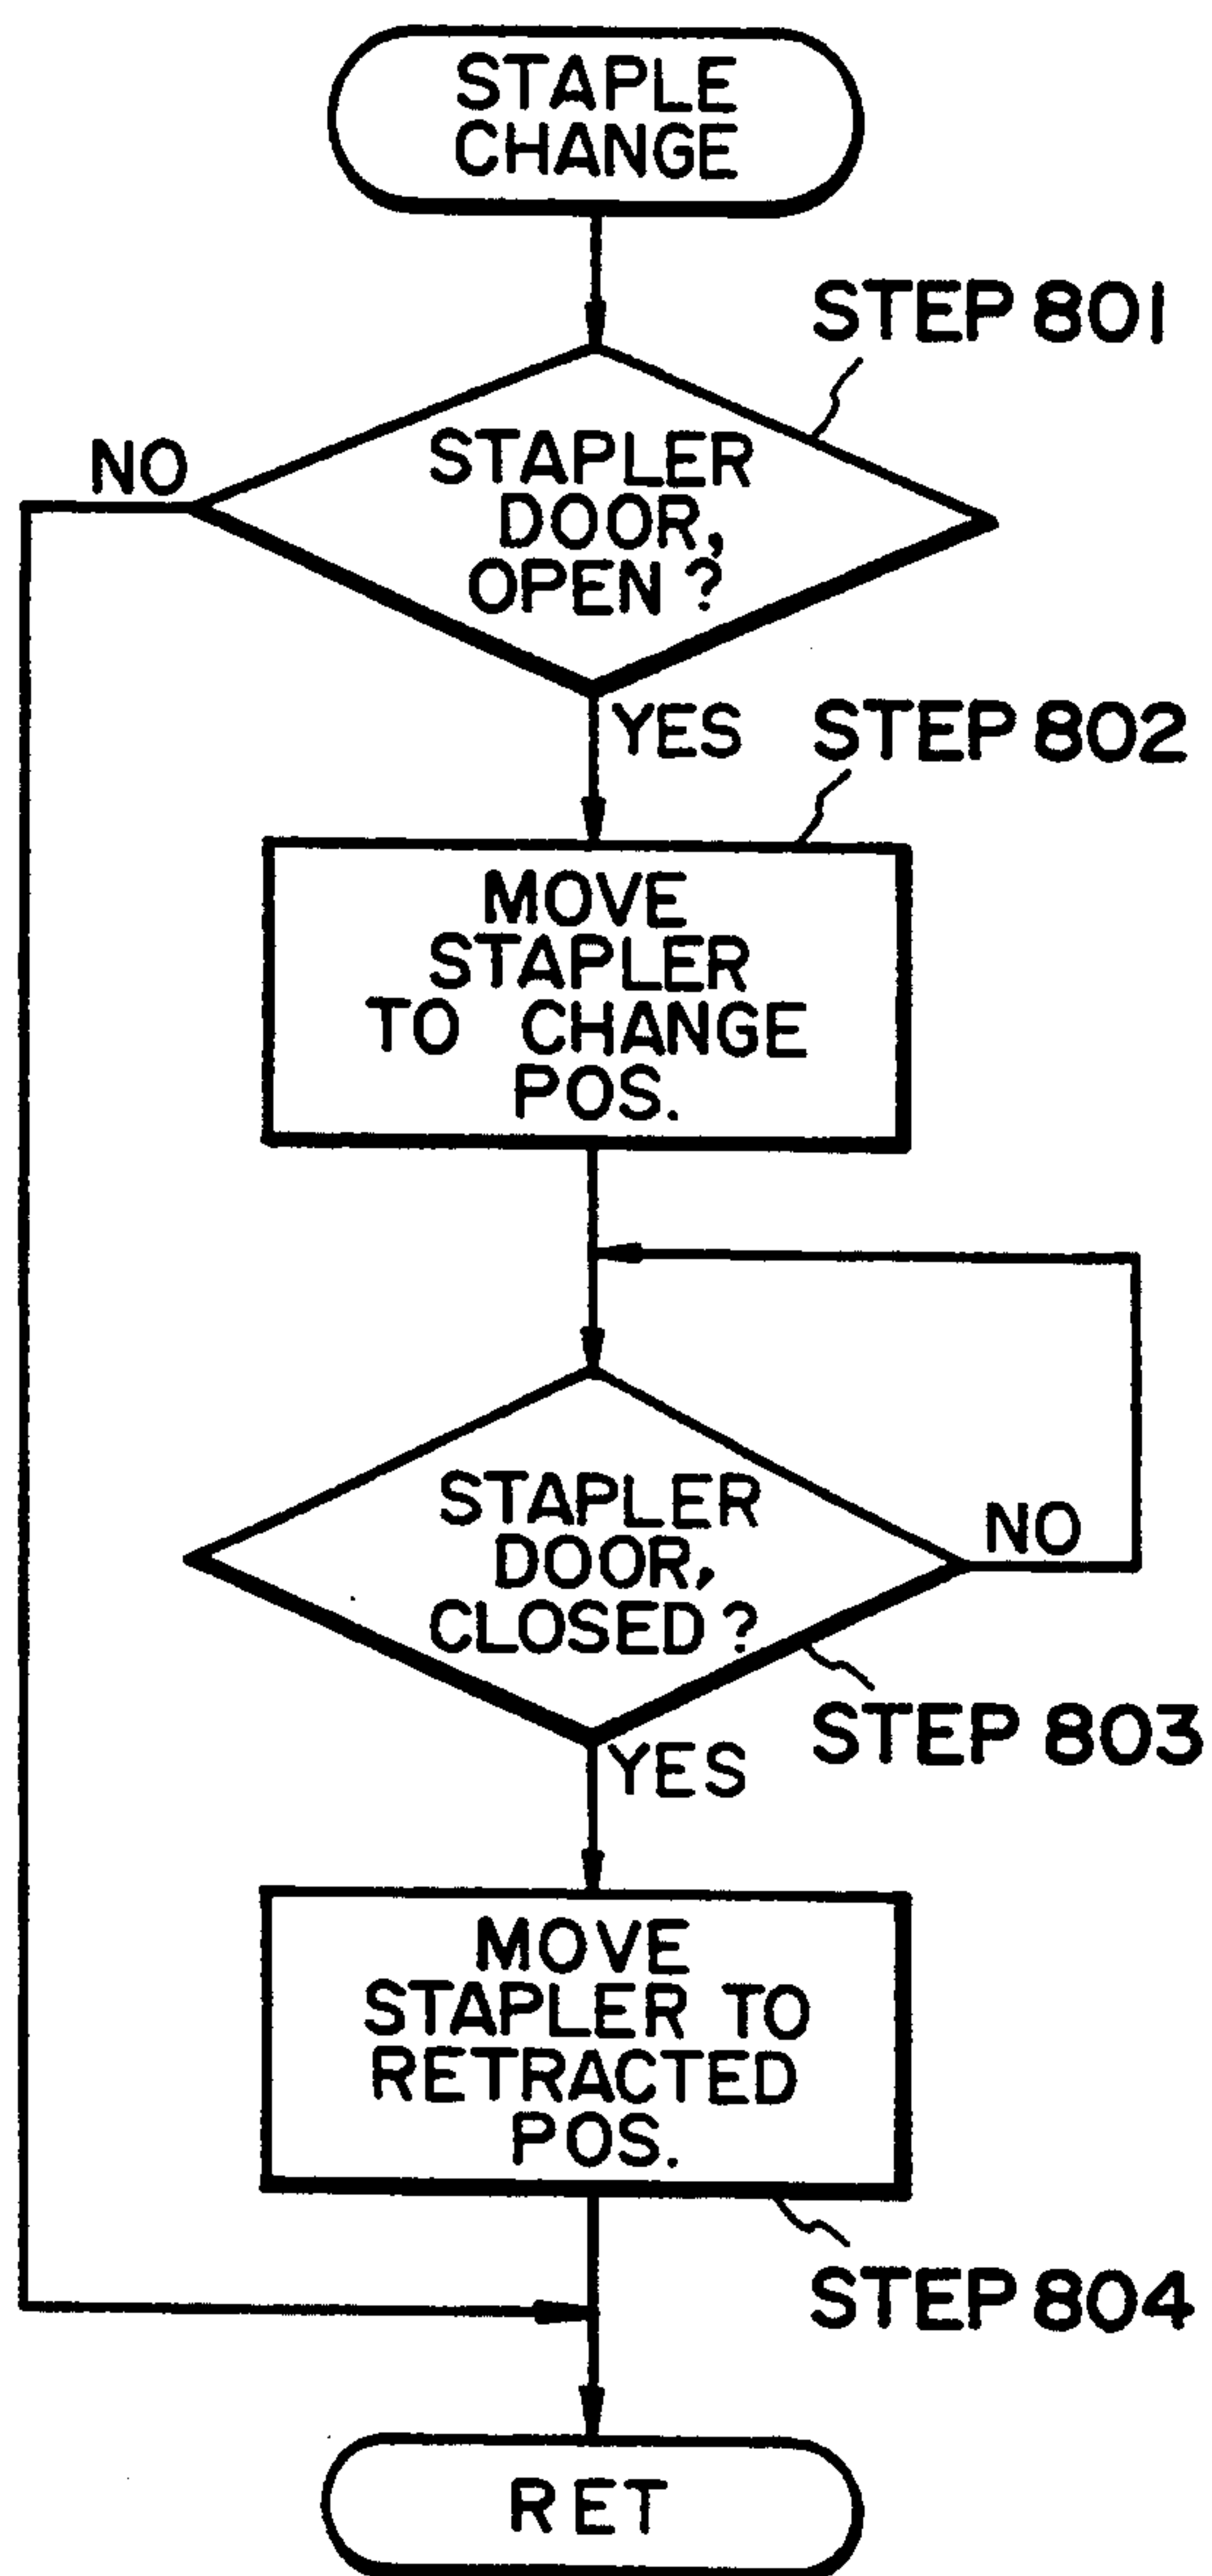 STAPLE
CHANGE
STEP 801
NO
STAPLER
DOOR,
OPEN ?
YES
STEP 802
MOVE
STAPLER
TO CHANGE
POS.
STAPLER
DOOR,
CLOSED ?
NO
STEP 803
YES
MOVE
STAPLER TO
RETRACTED
POS.
STEP 804
RET